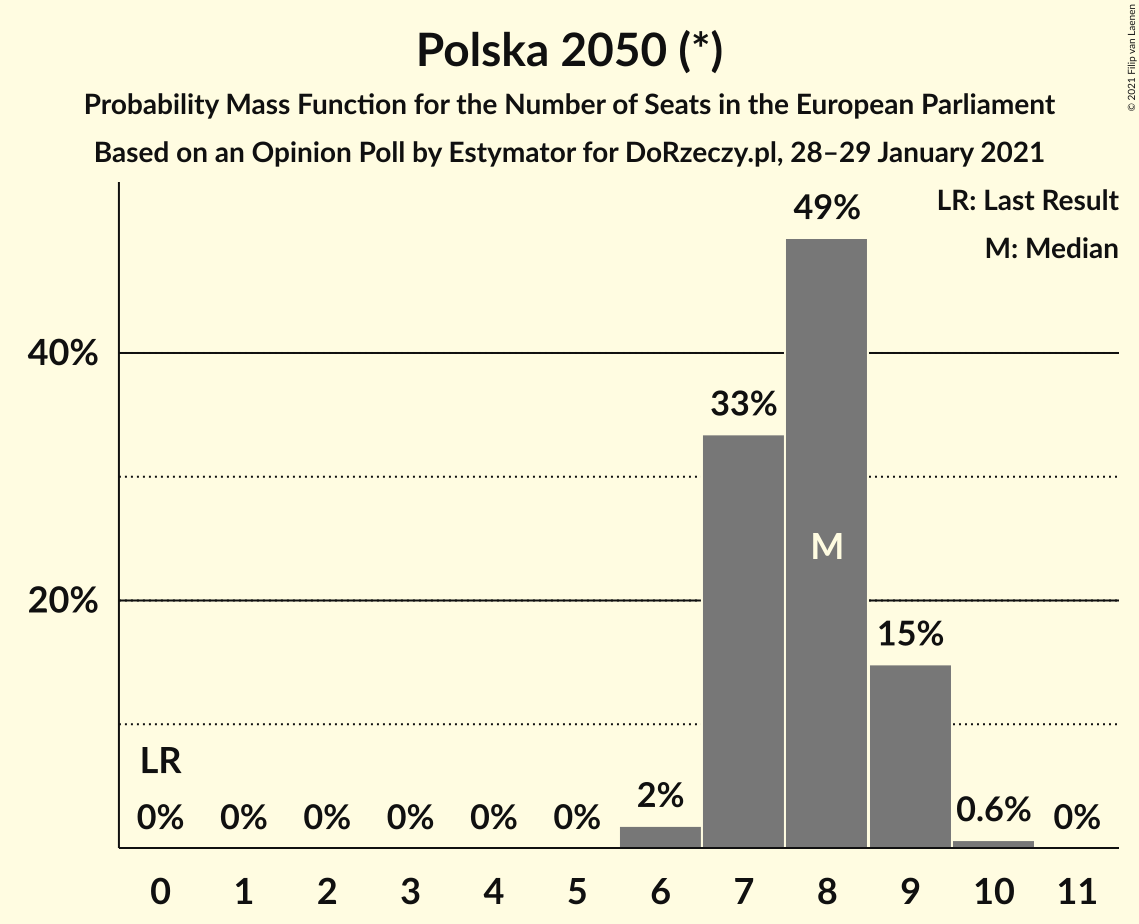 Polska 2050 (*)
Probability Mass Function for the Number of Seats in the European Parliament
Based on an Opinion Poll by Estymator for DoRzeczy.pl, 28–29 January 2021
© 2021 Filip van Laenen
LR: Last Result
M: Median
49%
40%
33%
M
20%
15%
LR
0% 0% 0% 0% 0% 0% 2% 0.6% 0%
0 1 2 3 4 5 6 7 8 9 10 11